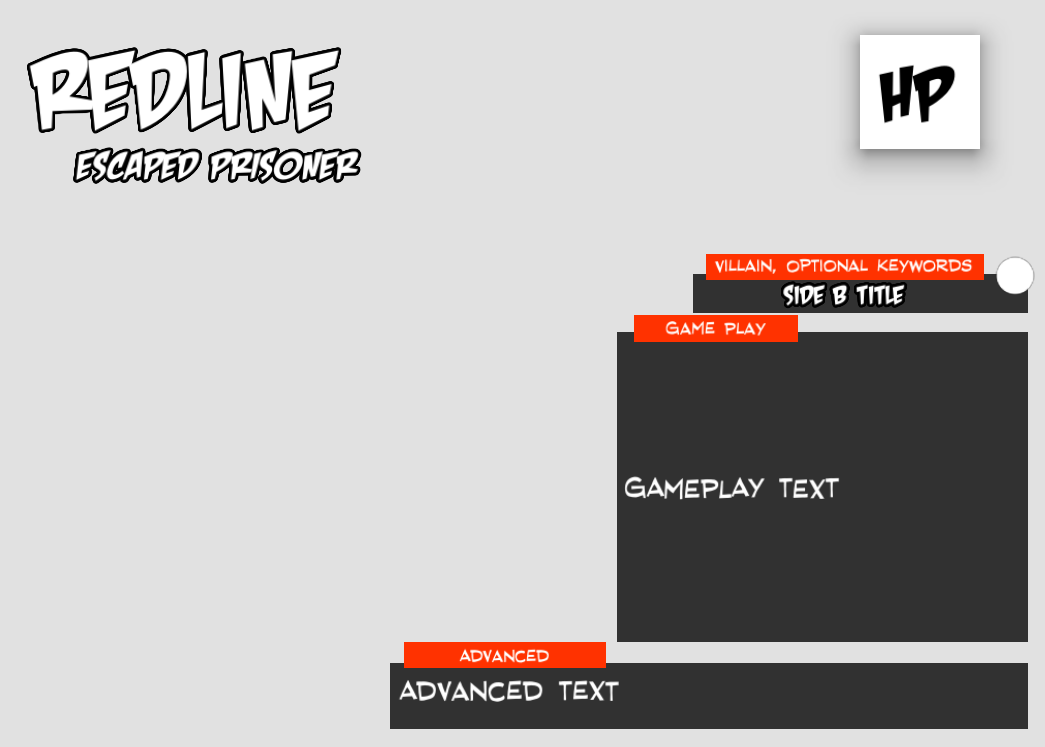 REDLINE
ESCAPED PRISONER
HP
VILLAIN, OPTIONAL KEYWORDS
SIDE B TITLE
GAME PLAY
GAMEPLAY TEXT
ADVANCED
ADVANCED TEXT